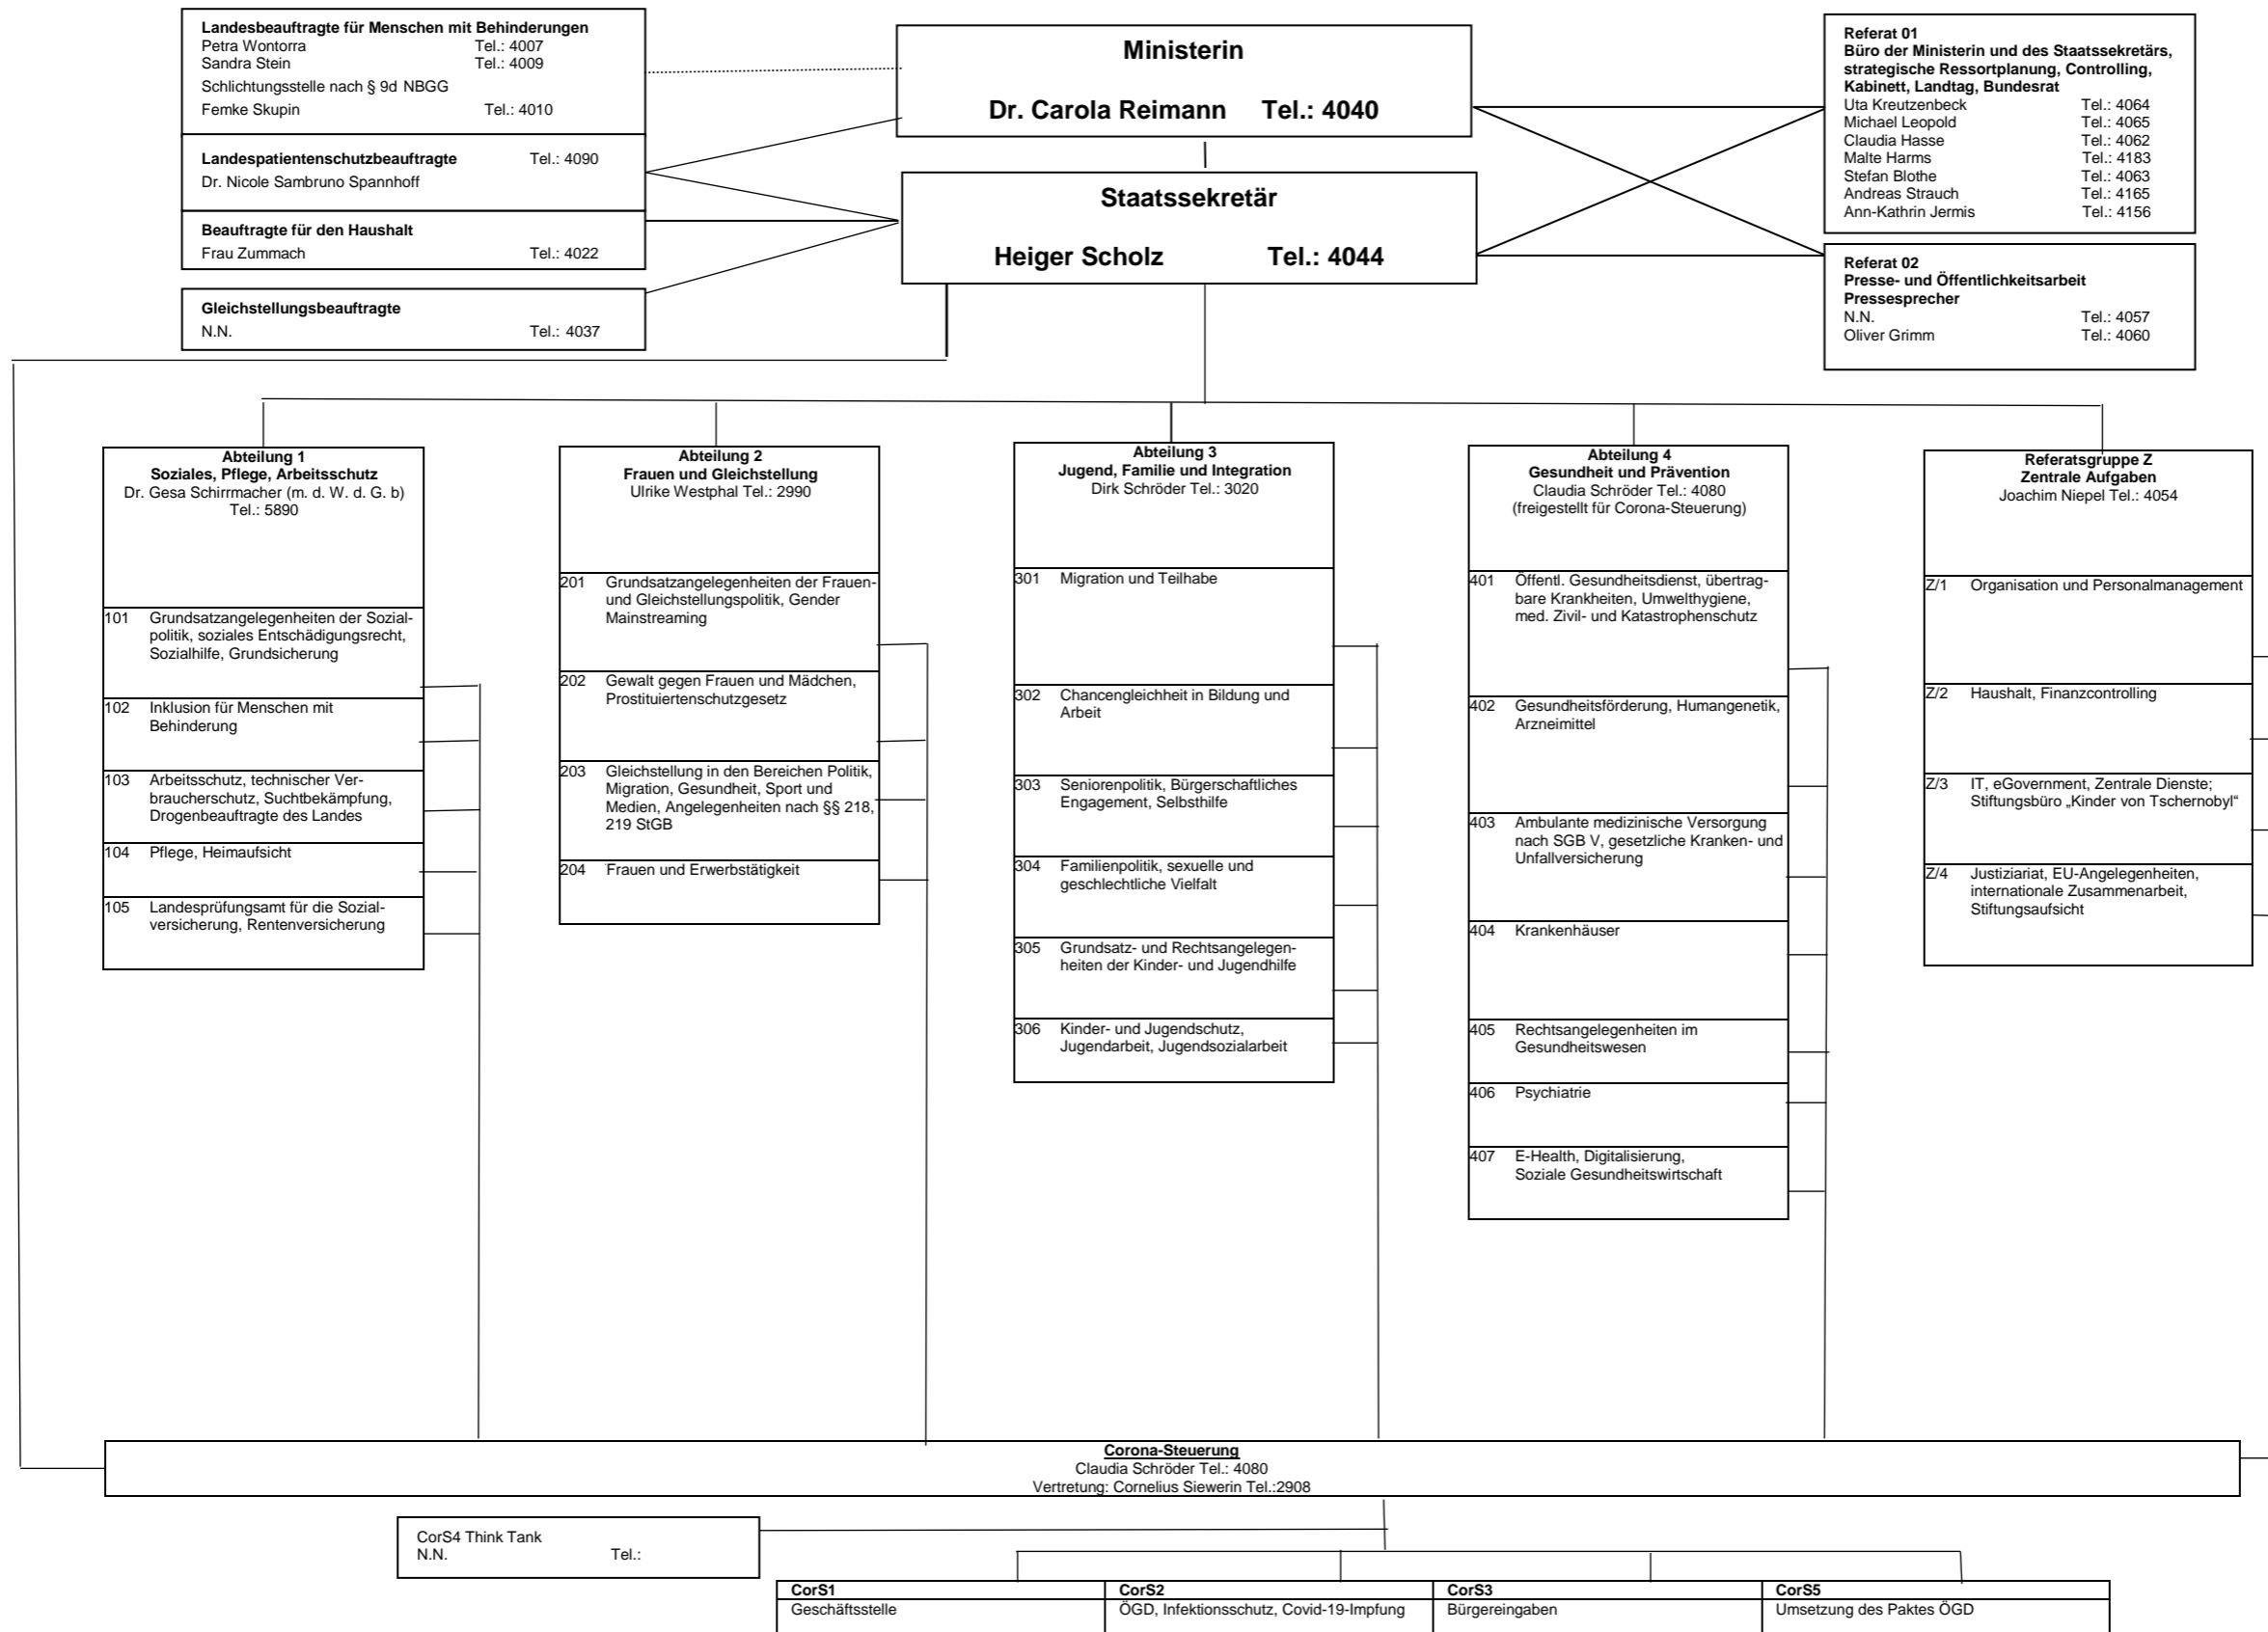 Landesbeauftragte für Menschen mit Behinderungen
Petra Wontorra Tel.: 4007
Sandra Stein Tel.: 4009
Schlichtungsstelle nach § 9d NBGG
Femke Skupin Tel.: 4010
Landespatientenschutzbeauftragte Tel.: 4090
Dr. Nicole Sambruno Spannhoff
Beauftragte für den Haushalt
Frau Zummach Tel.: 4022
Gleichstellungsbeauftragte
N.N. Tel.: 4037
Ministerin
Dr. Carola Reimann Tel.: 4040
Staatssekretär
Heiger Scholz Tel.: 4044
Referat 01
Büro der Ministerin und des Staatssekretärs,
strategische Ressortplanung, Controlling,
Kabinett, Landtag, Bundesrat
Uta Kreutzenbeck Tel.: 4064
Michael Leopold Tel.: 4065
Claudia Hasse Tel.: 4062
Malte Harms Tel.: 4183
Stefan Blothe Tel.: 4063
Andreas Strauch Tel.: 4165
Ann-Kathrin Jermis Tel.: 4156
Referat 02
Presse- und Öffentlichkeitsarbeit
Pressesprecher
N.N. Tel.: 4057
Oliver Grimm Tel.: 4060
Abteilung 1
Soziales, Pflege, Arbeitsschutz
Dr. Gesa Schirrmacher (m. d. W. d. G. b)
Tel.: 5890
101 Grundsatzangelegenheiten der Sozial-
politik, soziales Entschädigungsrecht,
Sozialhilfe, Grundsicherung
102 Inklusion für Menschen mit
Behinderung
103 Arbeitsschutz, technischer Ver-
braucherschutz, Suchtbekämpfung,
Drogenbeauftragte des Landes
104 Pflege, Heimaufsicht
105 Landesprüfungsamt für die Sozial-
versicherung, Rentenversicherung
Abteilung 2
Frauen und Gleichstellung
Ulrike Westphal Tel.: 2990
201 Grundsatzangelegenheiten der Frauen-
und Gleichstellungspolitik, Gender
Mainstreaming
202 Gewalt gegen Frauen und Mädchen,
Prostituiertenschutzgesetz
203 Gleichstellung in den Bereichen Politik,
Migration, Gesundheit, Sport und
Medien, Angelegenheiten nach §§ 218,
219 StGB
204 Frauen und Erwerbstätigkeit
Abteilung 3
Jugend, Familie und Integration
Dirk Schröder Tel.: 3020
301 Migration und Teilhabe
302 Chancengleichheit in Bildung und
Arbeit
303 Seniorenpolitik, Bürgerschaftliches
Engagement, Selbsthilfe
304 Familienpolitik, sexuelle und
geschlechtliche Vielfalt
305 Grundsatz- und Rechtsangelegen-
heiten der Kinder- und Jugendhilfe
306 Kinder- und Jugendschutz,
Jugendarbeit, Jugendsozialarbeit
Abteilung 4
Gesundheit und Prävention
Claudia Schröder Tel.: 4080
(freigestellt für Corona-Steuerung)
401 Öffentl. Gesundheitsdienst, übertrag-
bare Krankheiten, Umwelthygiene,
med. Zivil- und Katastrophenschutz
402 Gesundheitsförderung, Humangenetik,
Arzneimittel
403 Ambulante medizinische Versorgung
nach SGB V, gesetzliche Kranken- und
Unfallversicherung
404 Krankenhäuser
405 Rechtsangelegenheiten im
Gesundheitswesen
406 Psychiatrie
407 E-Health, Digitalisierung,
Soziale Gesundheitswirtschaft
Referatsgruppe Z
Zentrale Aufgaben
Joachim Niepel Tel.: 4054
Z/1 Organisation und Personalmanagement
Z/2 Haushalt, Finanzcontrolling
Z/3 IT, eGovernment, Zentrale Dienste;
Stiftungsbüro „Kinder von Tschernobyl“
Z/4 Justiziariat, EU-Angelegenheiten,
internationale Zusammenarbeit,
Stiftungsaufsicht
Corona-Steuerung
Claudia Schröder Tel.: 4080
Vertretung: Cornelius Siewerin Tel.:2908
CorS4 Think Tank
N.N. Tel.:
CorS1
Geschäftsstelle
CorS2
ÖGD, Infektionsschutz, Covid-19-Impfung
CorS3
Bürgereingaben
CorS5
Umsetzung des Paktes ÖGD